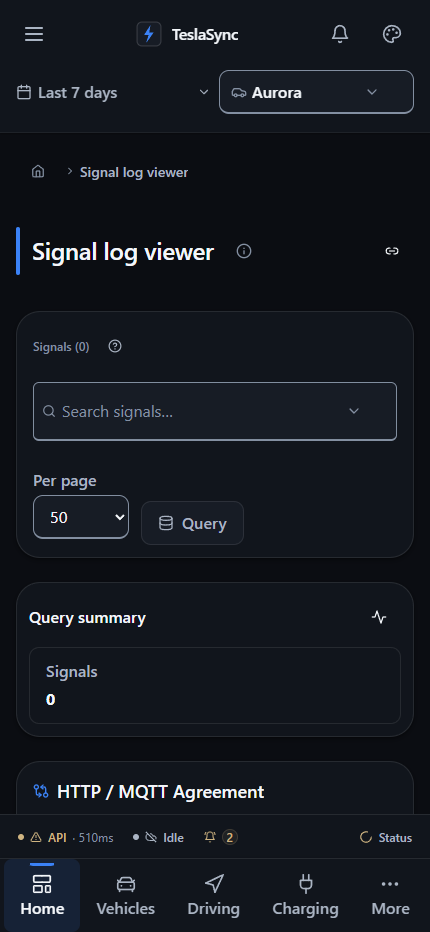 TeslaSync
Last 7 days
Aurora
Signal log viewer
Signal log viewer
Signals (0)
Search signals...
Per page
50
Query
Query summary
Signals
0
HTTP / MQTT Agreement
API · 510ms
Idle
2
Status
Home
Vehicles
Driving
Charging
More